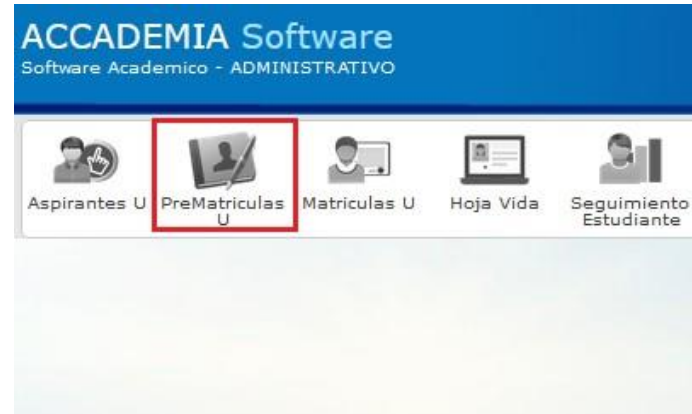 ACCADEMIA Software
Software Academico - ADMINISTRATIVO
Aspirantes U
PreMatriculas
U
Matriculas U
Hoja Vida
Seguimiento
Estudiante